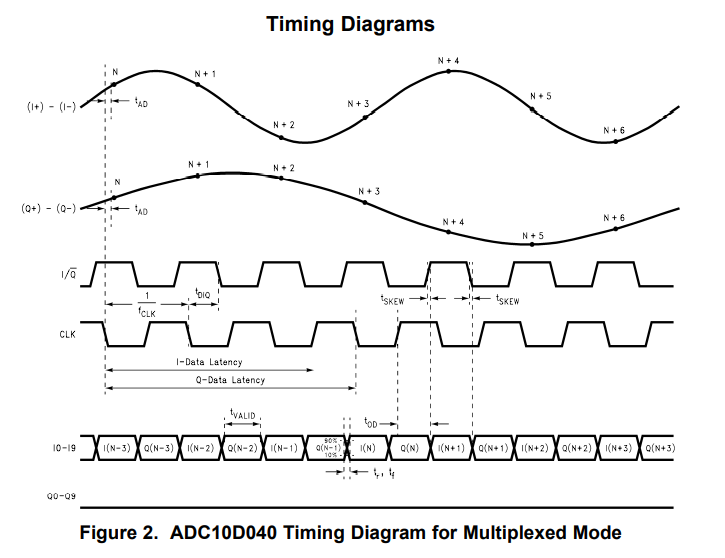 Timing Diagrams
N
N + 1
N + 2
N + 3
N + 4
N + 5
N + 6
(I+) - (I-)
tAD
N
N + 1
N + 2
N + 3
N + 4
N + 5
N + 6
(Q+) - (Q-)
tAD
I/Q̅
1
fCLK
tDIQ
tSKEW
tSKEW
CLK
I-Data Latency
Q-Data Latency
tVALID
tOD
I0-I9 I(N-3) Q(N-3) I(N-2) Q(N-2) I(N-1) 90% Q(N-1) 10% I(N) Q(N) I(N+1) Q(N+1) I(N+2) Q(N+2) I(N+3) Q(N+3)
tr, tf
Q0-Q9
Figure 2. ADC10D040 Timing Diagram for Multiplexed Mode